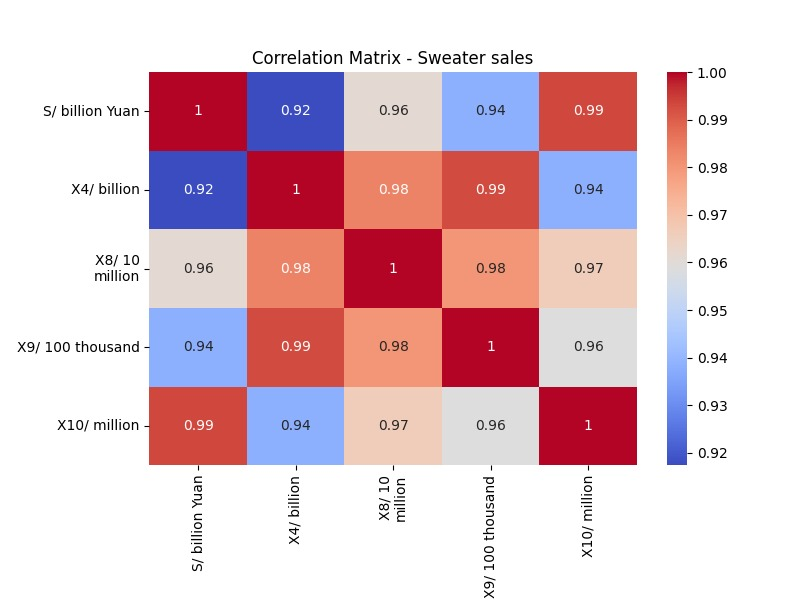 Correlation Matrix - Sweater sales
S/ billion Yuan 1 0.92 0.96 0.94 0.99
X4/ billion 0.92 1 0.98 0.99 0.94
X8/ 10
million 0.96 0.98 1 0.98 0.97
X9/ 100 thousand 0.94 0.99 0.98 1 0.96
X10/ million 0.99 0.94 0.97 0.96 1
S/ billion Yuan
X4/ billion
X8/ 10
million
X9/ 100 thousand
X10/ million
1.00
0.99
0.98
0.97
0.96
0.95
0.94
0.93
0.92